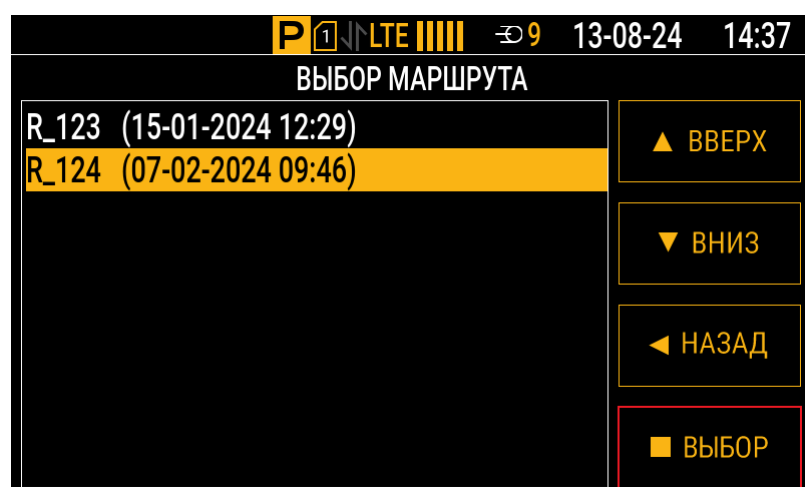 P 1 LTE 9 13-08-24 14:37
ВЫБОР МАРШРУТА
R_123 (15-01-2024 12:29)
R_124 (07-02-2024 09:46)
▲ ВВЕРХ
▼ ВНИЗ
◀ НАЗАД
■ ВЫБОР